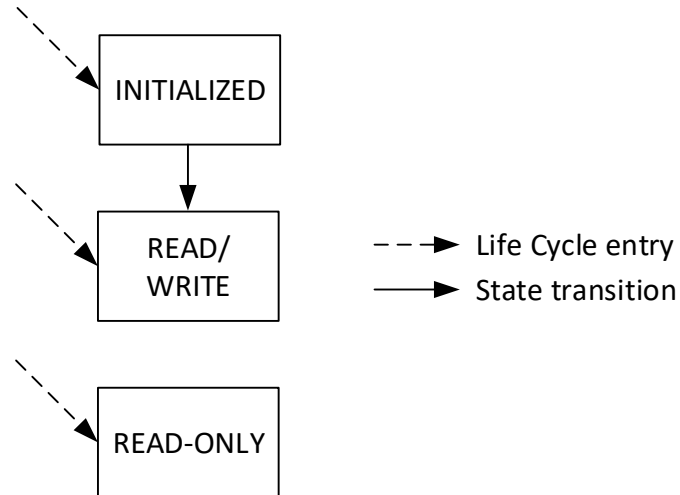 INITIALIZED
READ/
WRITE
Life Cycle entry
State transition
READ-ONLY